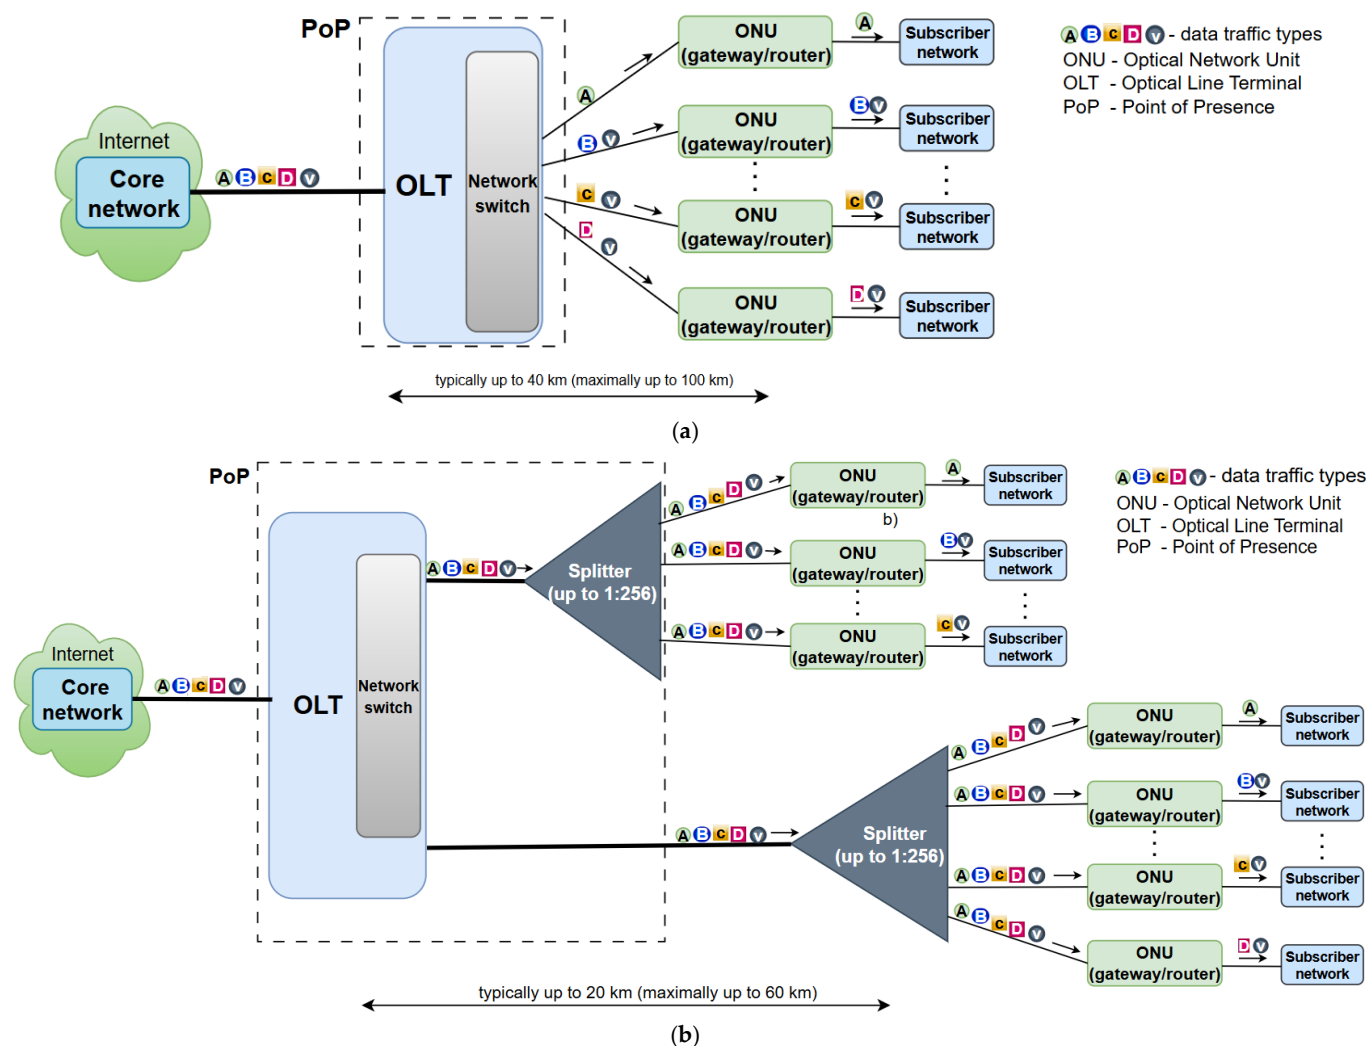 PoP
ONU
(gateway/router)
A
Subscriber
network
A B c D v - data traffic types
ONU - Optical Network Unit
OLT - Optical Line Terminal
PoP - Point of Presence
A
B v
ONU
(gateway/router)
B v
Subscriber
network
Internet
Core
network
A B c D v
OLT
Network
switch
c v
ONU
(gateway/router)
c v
Subscriber
network
D v
ONU
(gateway/router)
D v
Subscriber
network
typically up to 40 km (maximally up to 100 km)
(a)
PoP
A B c D v
ONU
(gateway/router)
b)
A
Subscriber
network
A B c D v - data traffic types
ONU - Optical Network Unit
OLT - Optical Line Terminal
PoP - Point of Presence
A B c D v
Splitter
(up to 1:256)
A B c D v
ONU
(gateway/router)
B v
Subscriber
network
A B c D v
ONU
(gateway/router)
c v
Subscriber
network
Internet
Core
network
A B c D v
OLT
Network
switch
A B c D v
Splitter
(up to 1:256)
A B c D v
ONU
(gateway/router)
A
Subscriber
network
A B c D v
ONU
(gateway/router)
B v
Subscriber
network
A B c D v
ONU
(gateway/router)
c v
Subscriber
network
A B c D v
ONU
(gateway/router)
D v
Subscriber
network
typically up to 20 km (maximally up to 60 km)
(b)